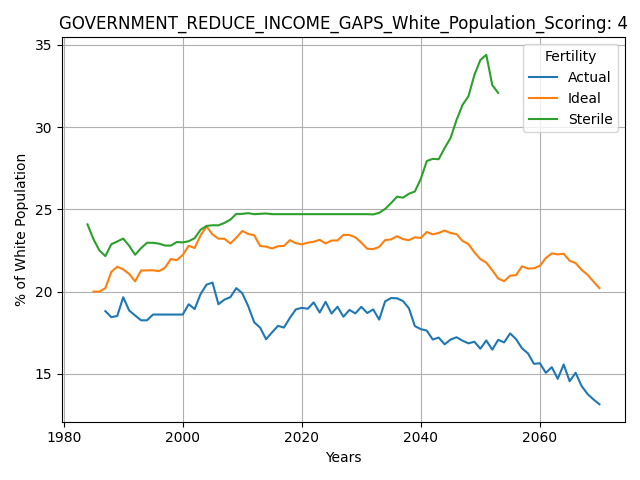 GOVERNMENT_REDUCE_INCOME_GAPS_White_Population_Scoring: 4
35
30
25
20
15
% of White Population
1980
2000
2020
2040
2060
Years
Fertility
Actual
Ideal
Sterile